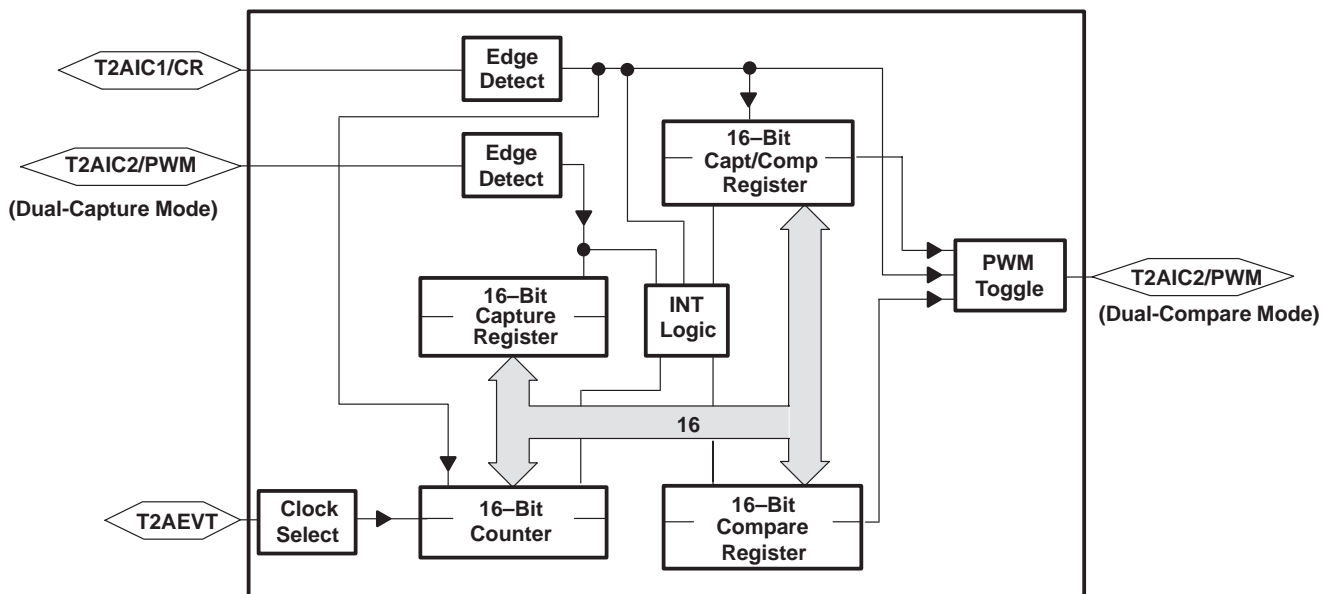 T2AIC1/CR
Edge
Detect
T2AIC2/PWM
(Dual-Capture Mode)
Edge
Detect
16–Bit
Capt/Comp
Register
PWM
Toggle
T2AIC2/PWM
(Dual-Compare Mode)
16–Bit
Capture
Register
INT
Logic
16
T2AEVT
Clock
Select
16–Bit
Counter
16–Bit
Compare
Register